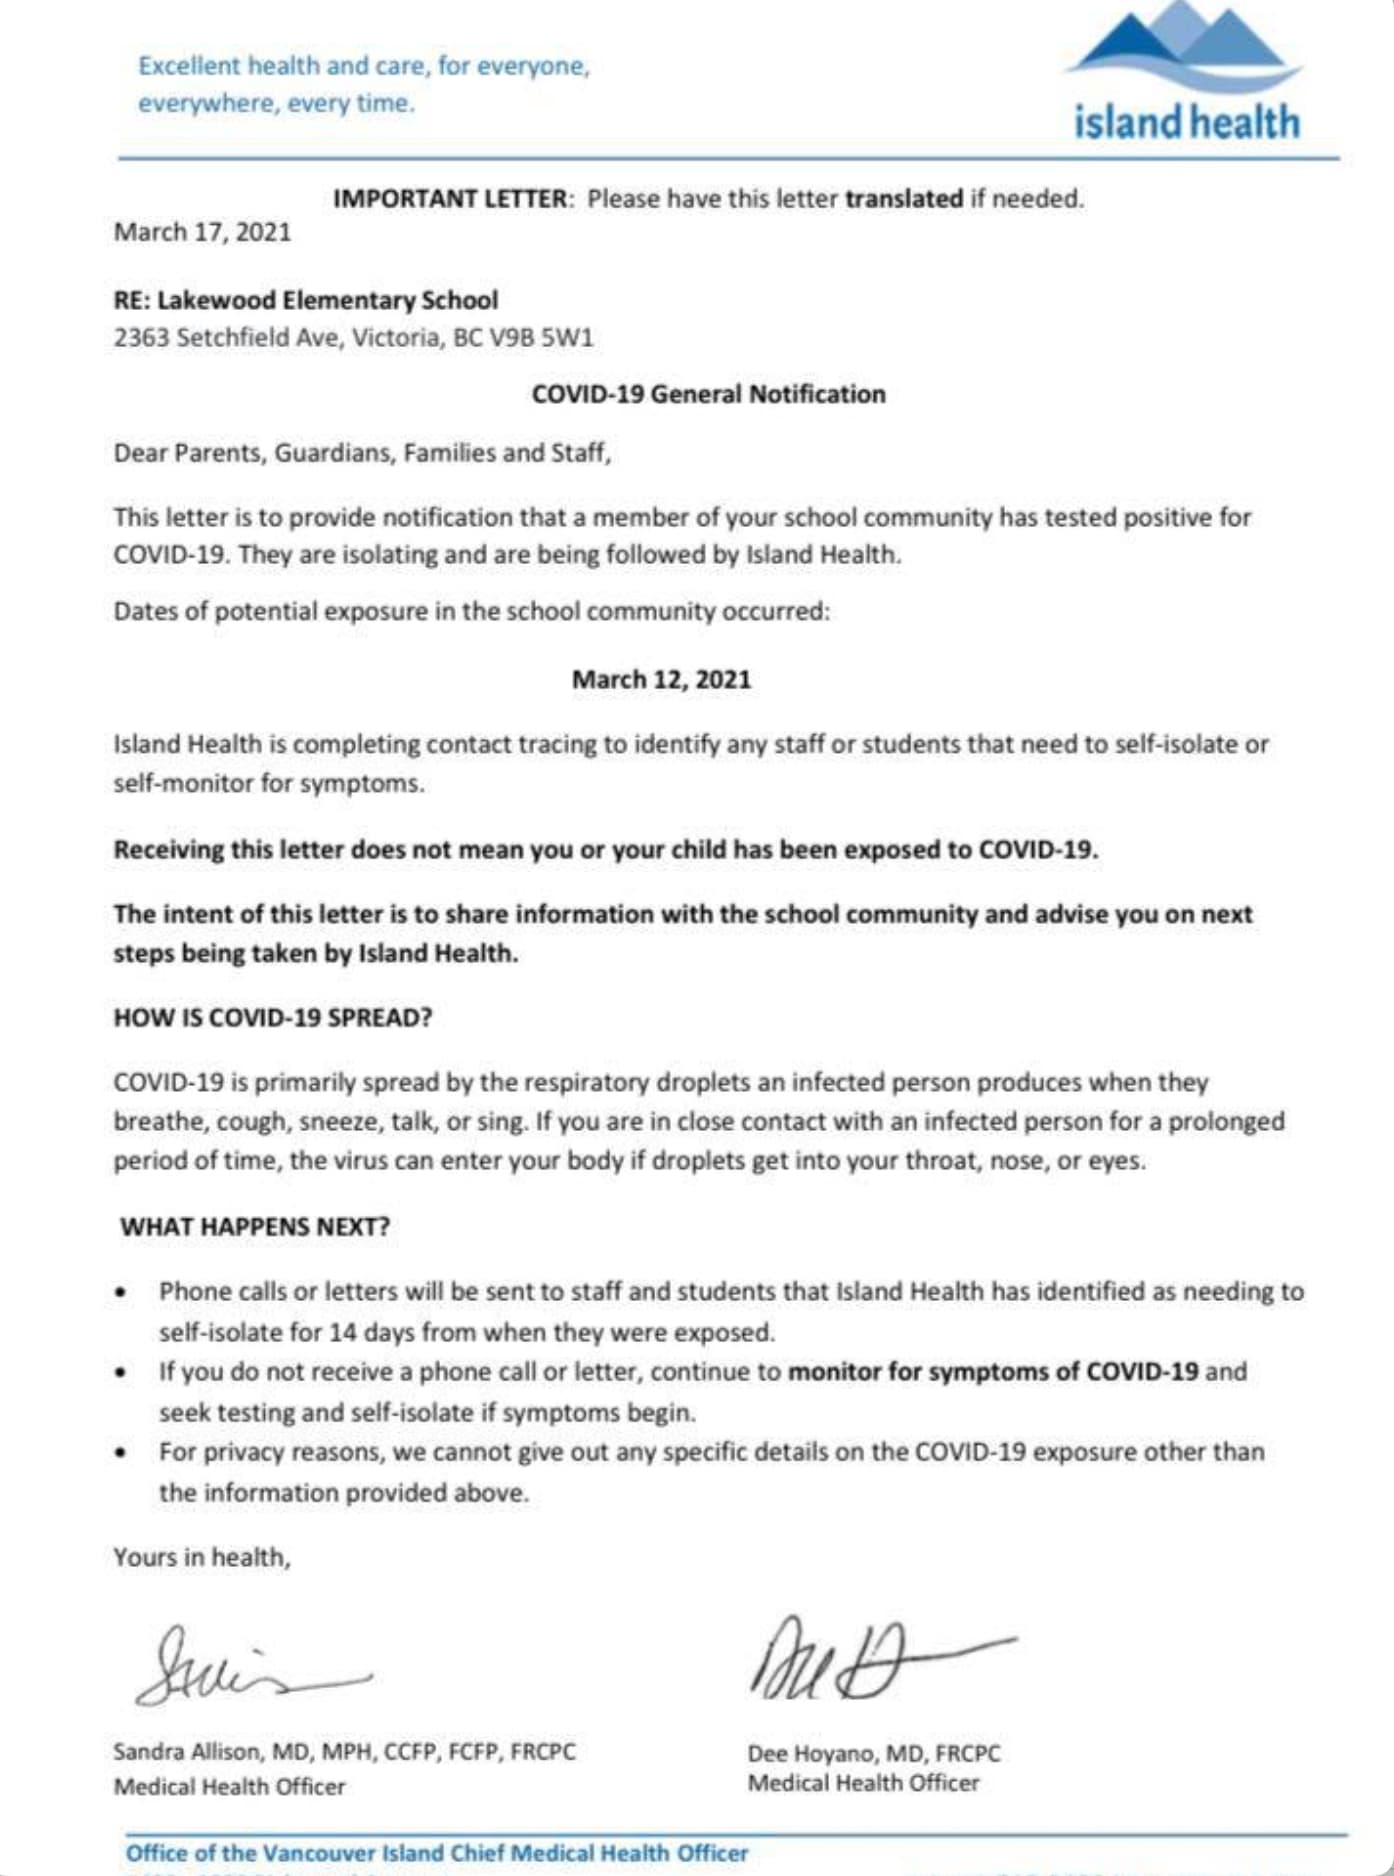 Excellent health and care, for everyone,
everywhere, every time.
island health
IMPORTANT LETTER: Please have this letter translated if needed.
March 17, 2021
RE: Lakewood Elementary School
2363 Setchfield Ave, Victoria, BC V9B 5W1
COVID-19 General Notification
Dear Parents, Guardians, Families and Staff,
This letter is to provide notification that a member of your school community has tested positive for
COVID-19. They are isolating and are being followed by Island Health.
Dates of potential exposure in the school community occurred:
March 12, 2021
Island Health is completing contact tracing to identify any staff or students that need to self-isolate or
self-monitor for symptoms.
Receiving this letter does not mean you or your child has been exposed to COVID-19.
The intent of this letter is to share information with the school community and advise you on next
steps being taken by Island Health.
HOW IS COVID-19 SPREAD?
COVID-19 is primarily spread by the respiratory droplets an infected person produces when they
breathe, cough, sneeze, talk, or sing. If you are in close contact with an infected person for a prolonged
period of time, the virus can enter your body if droplets get into your throat, nose, or eyes.
WHAT HAPPENS NEXT?
• Phone calls or letters will be sent to staff and students that Island Health has identified as needing to
self-isolate for 14 days from when they were exposed.
• If you do not receive a phone call or letter, continue to monitor for symptoms of COVID-19 and
seek testing and self-isolate if symptoms begin.
• For privacy reasons, we cannot give out any specific details on the COVID-19 exposure other than
the information provided above.
Yours in health,
Sandra Allison, MD, MPH, CCFP, FCFP, FRCPC
Medical Health Officer
Dee Hoyano, MD, FRCPC
Medical Health Officer
Office of the Vancouver Island Chief Medical Health Officer